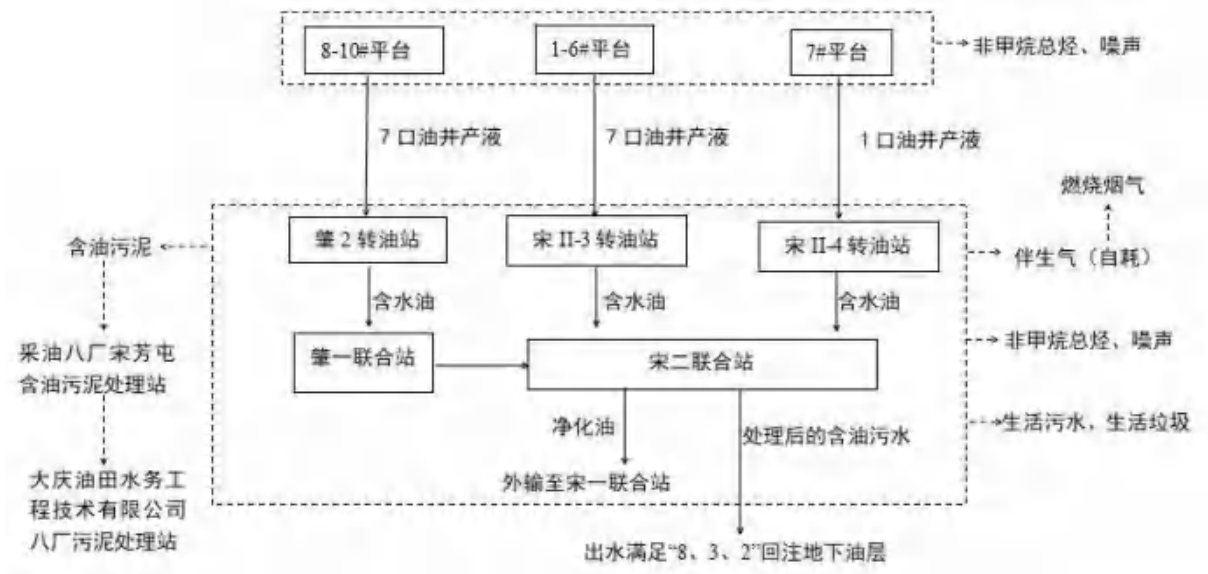 8-10#平台
1-6#平台
7#平台
非甲烷总烃、噪声
7 口油井产液
7 口油井产液
1 口油井产液
燃烧烟气
含油污泥
肇 2 转油站
宋 II-3 转油站
宋 II-4 转油站
伴生气（自耗）
含水油
含水油
含水油
采油八厂宋芳屯
含油污泥处理站
肇一联合站
宋二联合站
非甲烷总烃、噪声
净化油
处理后的含油污水
生活污水、生活垃圾
大庆油田水务工
程技术有限公司
八厂污泥处理站
外输至宋一联合站
出水满足“8、3、2”回注地下油层